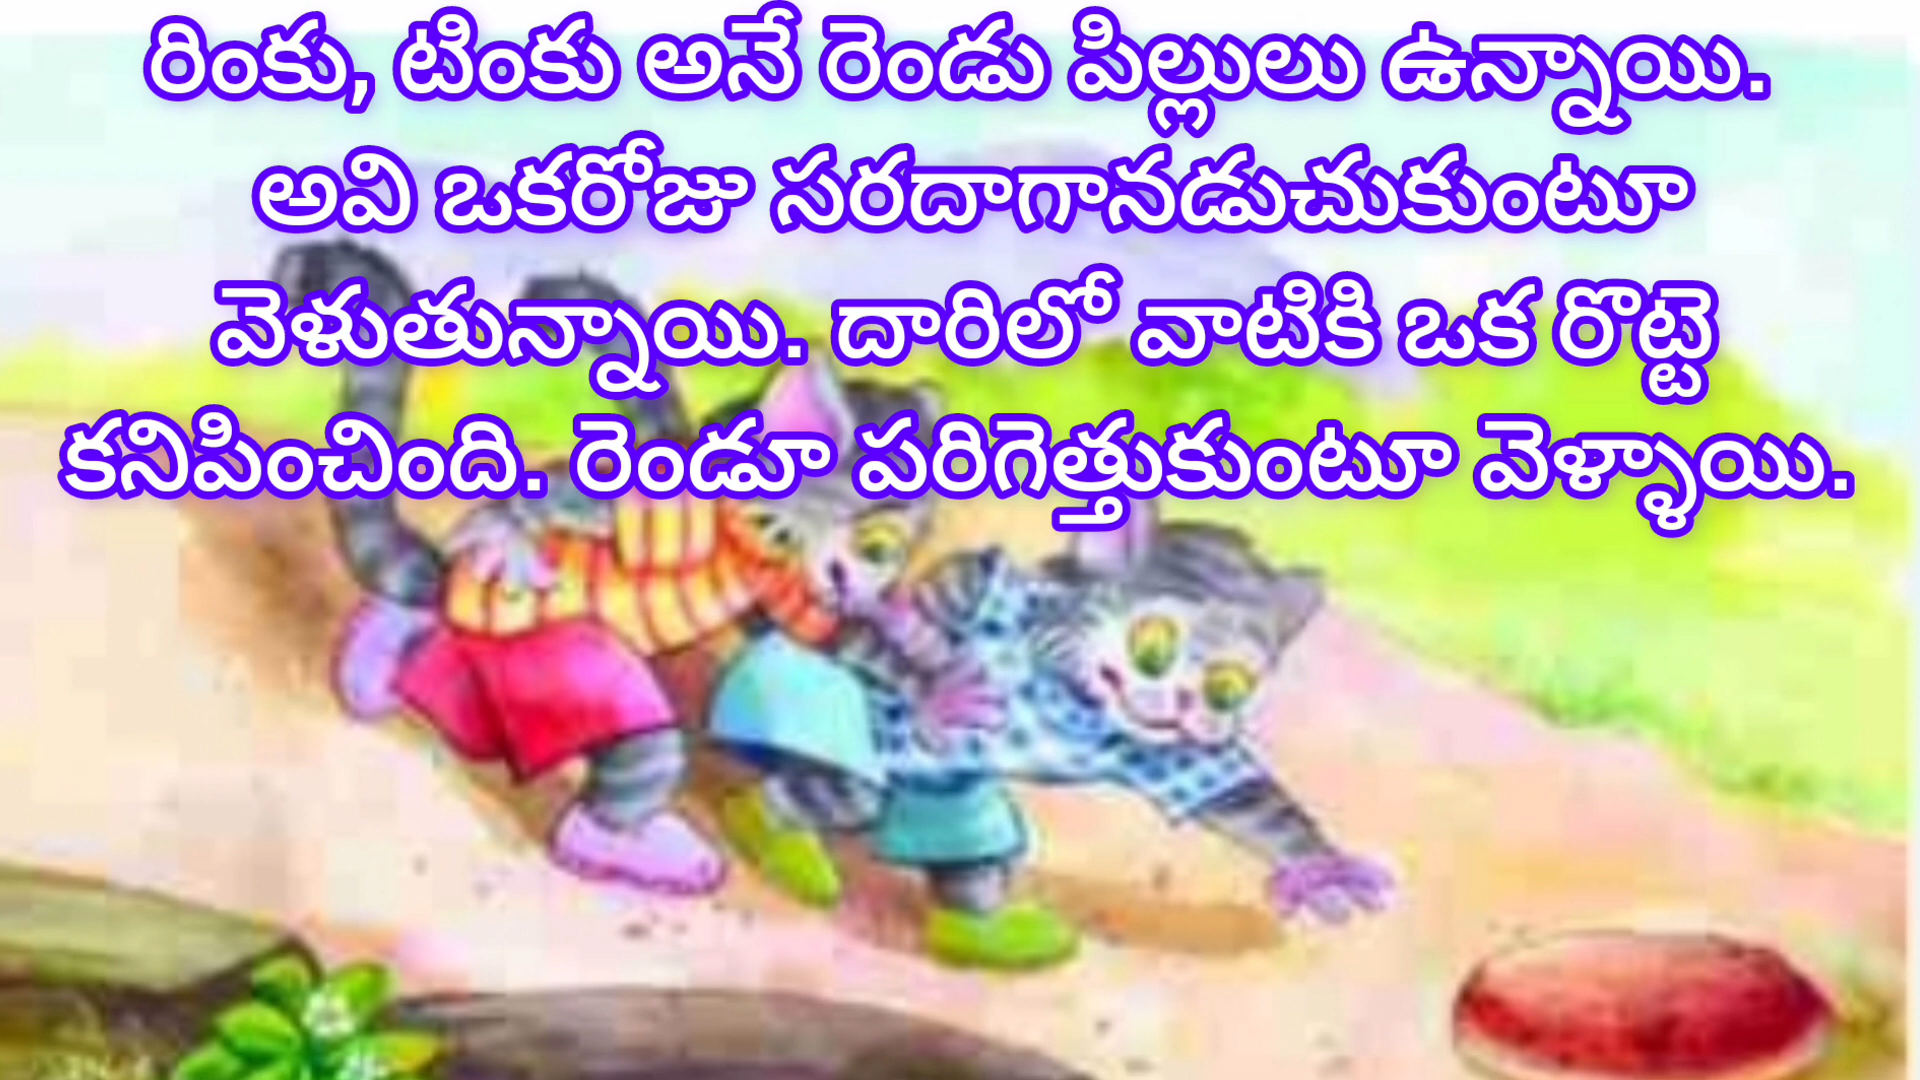 రింకు, టింకు అనే రెండు పిల్లులు ఉన్నాయి.
అవి ఒకరోజు సరదాగానడుచుకుంటూ
వెళుతున్నాయి. దారిలో వాటికి ఒక రొట్టె
కనిపించింది. రెండూ పరిగెత్తుకుంటూ వెళ్ళాయి.